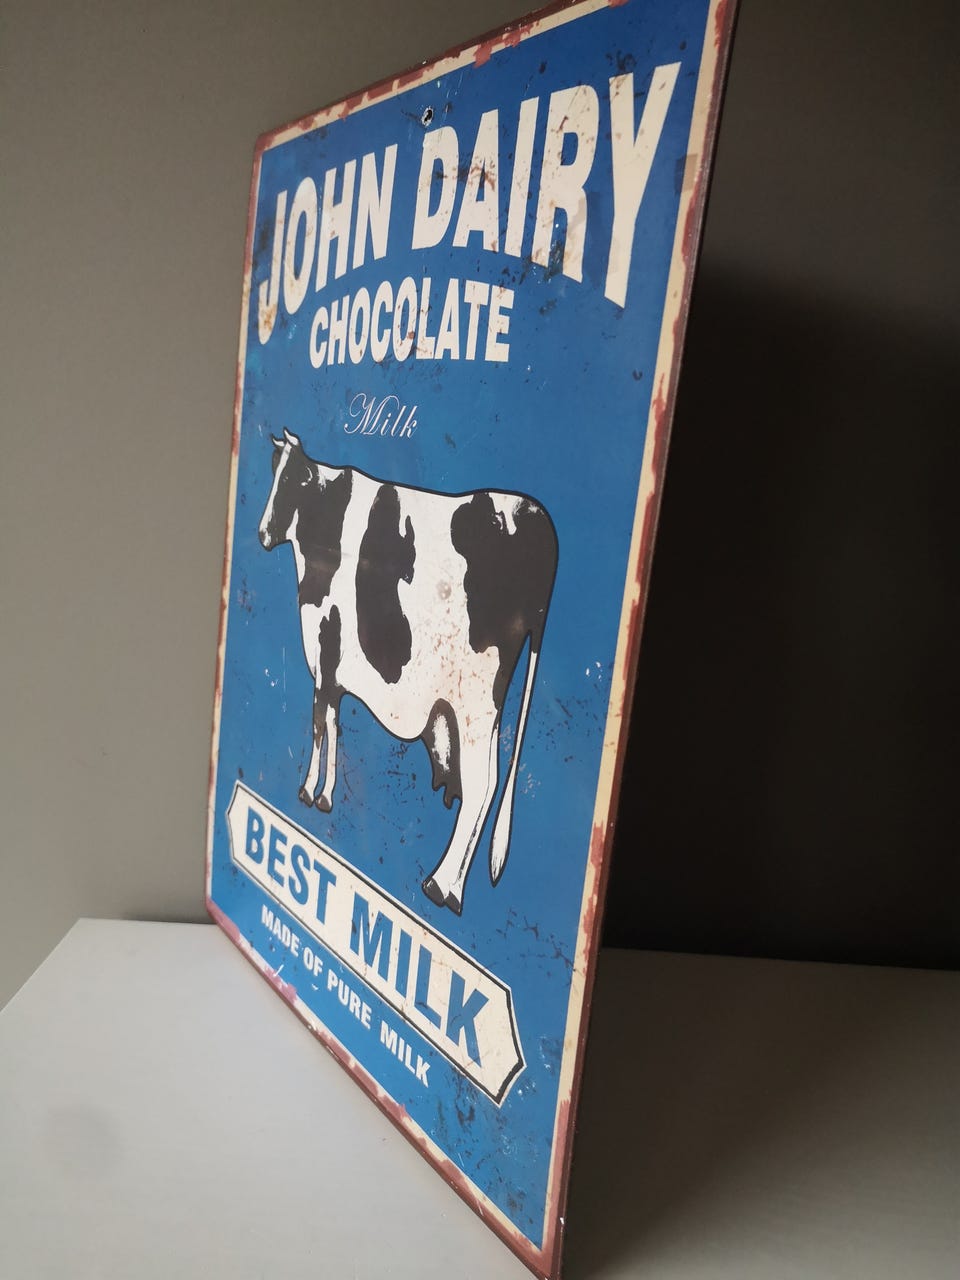 JOHN DAIRY
CHOCOLATE
Milk
BEST MILK
MADE OF PURE MILK